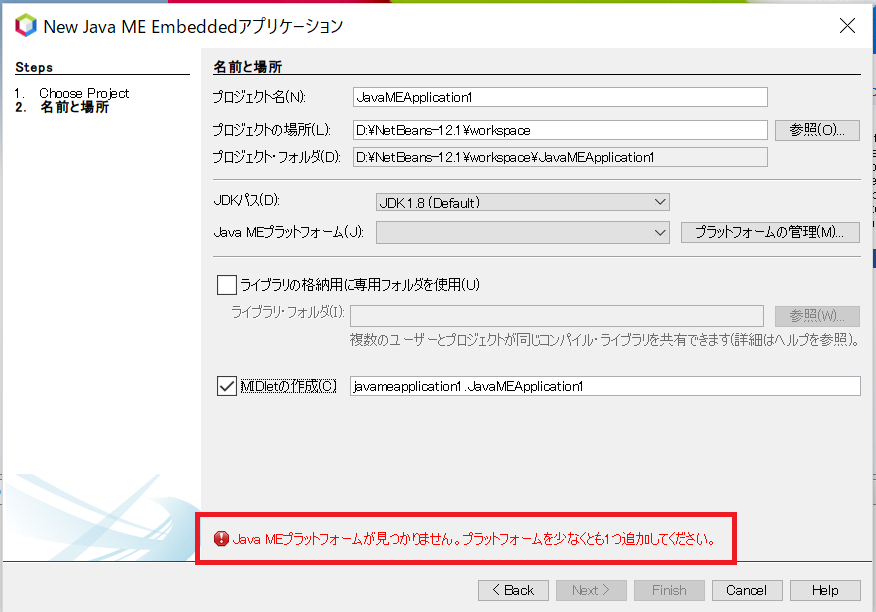 New Java ME Embeddedアプリケーション
Steps
1. Choose Project
2. 名前と場所
名前と場所
プロジェクト名(N): JavaMEApplication1
プロジェクトの場所(L): D:¥NetBeans-12.1¥workspace 参照(O)...
プロジェクト・フォルダ(D): D:¥NetBeans-12.1¥workspace¥JavaMEApplication1
JDKパス(D): JDK 1.8 (Default)
Java MEプラットフォーム(J): プラットフォームの管理(M)...
ライブラリの格納用に専用フォルダを使用(U)
ライブラリ・フォルダ(I): 参照(W)...
複数のユーザーとプロジェクトが同じコンパイル・ライブラリを共有できます(詳細はヘルプを参照)。
MIDletの作成(C) javameapplication1.JavaMEApplication1
Java MEプラットフォームが見つかりません。プラットフォームを少なくとも1つ追加してください。
< Back Next > Finish Cancel Help